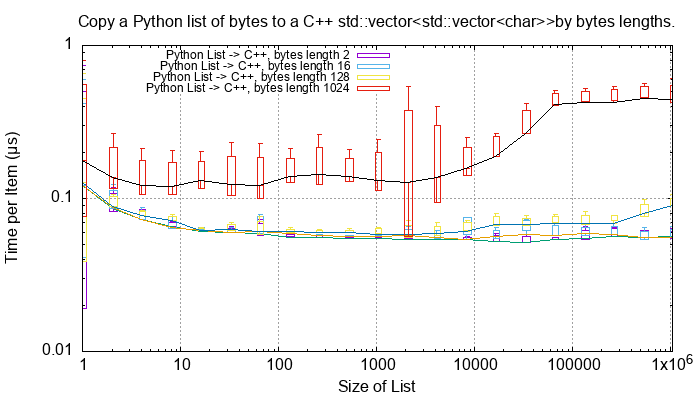 Copy a Python list of bytes to a C++ std::vector<std::vector<char>>by bytes lengths.
Python List -> C++, bytes length 2
Python List -> C++, bytes length 16
Python List -> C++, bytes length 128
Python List -> C++, bytes length 1024
Time per Item (µs)
1
0.1
0.01
1 10 100 1000 10000 100000 1x10⁶
Size of List